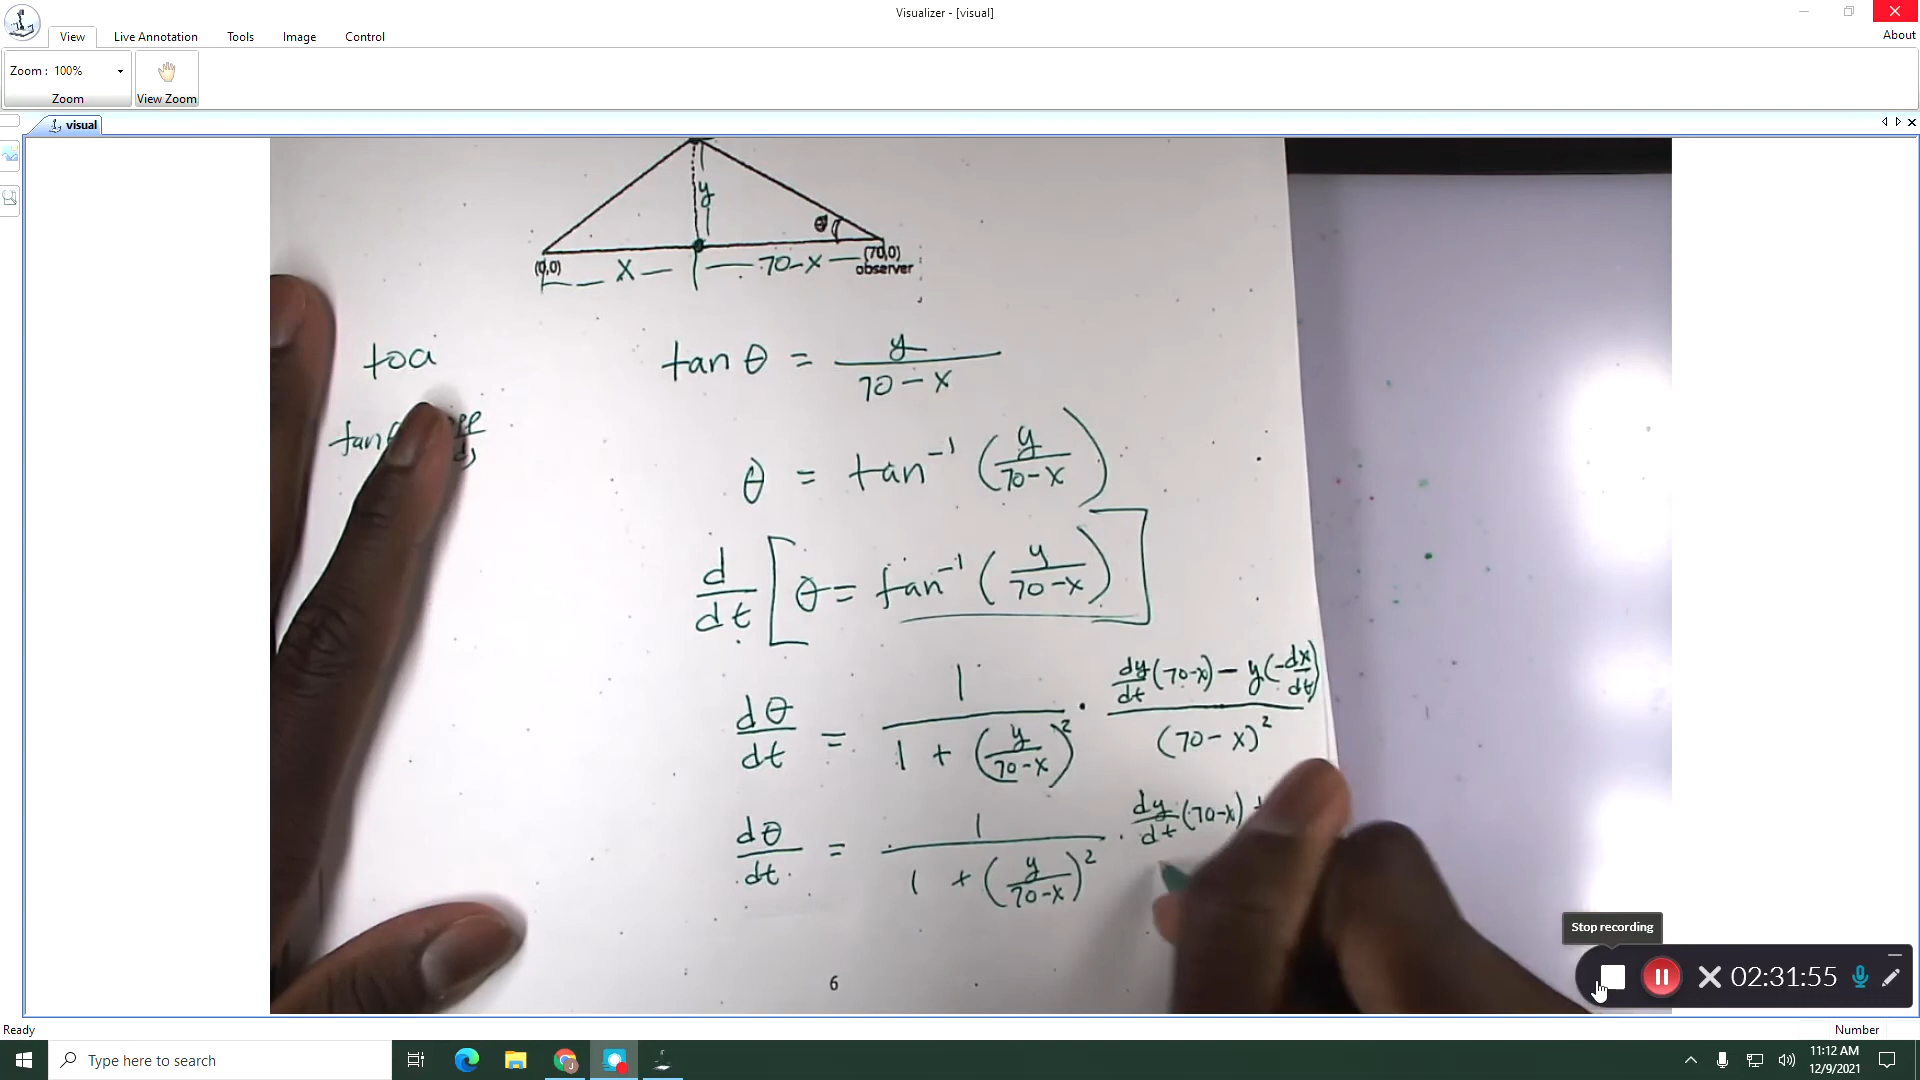 Visualizer - [visual]
View Live Annotation Tools Image Control
About
Zoom : 100%
Zoom View Zoom
visual
y
θ
(0,0) X 70-X (70,0)
observer
toa
tan θ = y / 70 - x
θ = tan⁻¹ (y / 70-x)
d/dt [θ = tan⁻¹ (y / 70-x)]
dθ/dt = 1 / 1 + (y / 70-x)² · dy/dt (70-x) - y(-dx/dt) / (70-x)²
dθ/dt = 1 / 1 + (y / 70-x)² · dy/dt (70-x)
6
Stop recording
02:31:55
Ready
Number
Type here to search
11:12 AM
12/9/2021